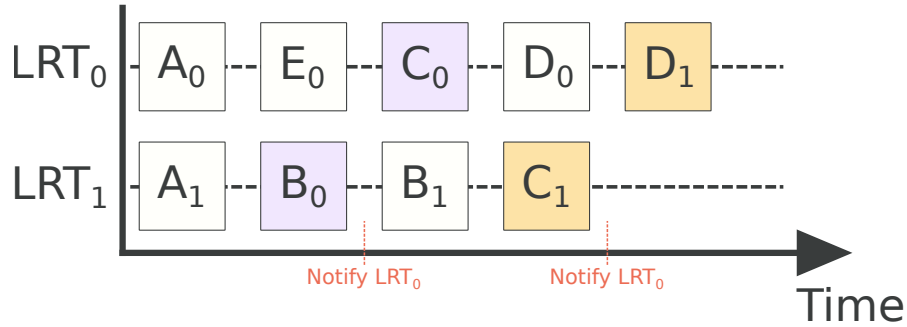 LRT₀ A₀ E₀ C₀ D₀ D₁
LRT₁ A₁ B₀ B₁ C₁
Notify LRT₀ Notify LRT₀
Time